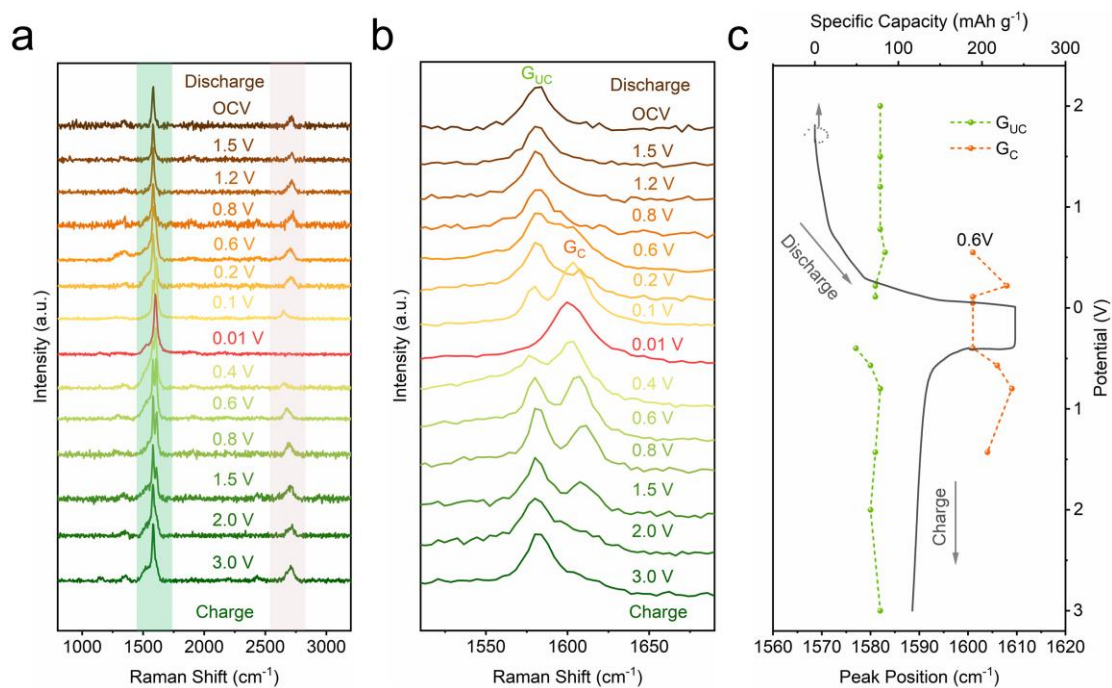 a
Discharge
OCV
1.5 V
1.2 V
0.8 V
0.6 V
0.2 V
0.1 V
0.01 V
0.4 V
0.6 V
0.8 V
1.5 V
2.0 V
3.0 V
Charge
Intensity (a.u.)
1000 1500 2000 2500 3000
Raman Shift (cm⁻¹)
b
G_UC
Discharge
OCV
1.5 V
1.2 V
0.8 V
0.6 V
G_C
0.2 V
0.1 V
0.01 V
0.4 V
0.6 V
0.8 V
1.5 V
2.0 V
3.0 V
Charge
Intensity (a.u.)
1550 1600 1650
Raman Shift (cm⁻¹)
c
Specific Capacity (mAh g⁻¹)
0 100 200 300
G_UC
G_C
0.6V
Discharge
Charge
2
1
0
1
2
3
Potential (V)
1560 1570 1580 1590 1600 1610 1620
Peak Position (cm⁻¹)